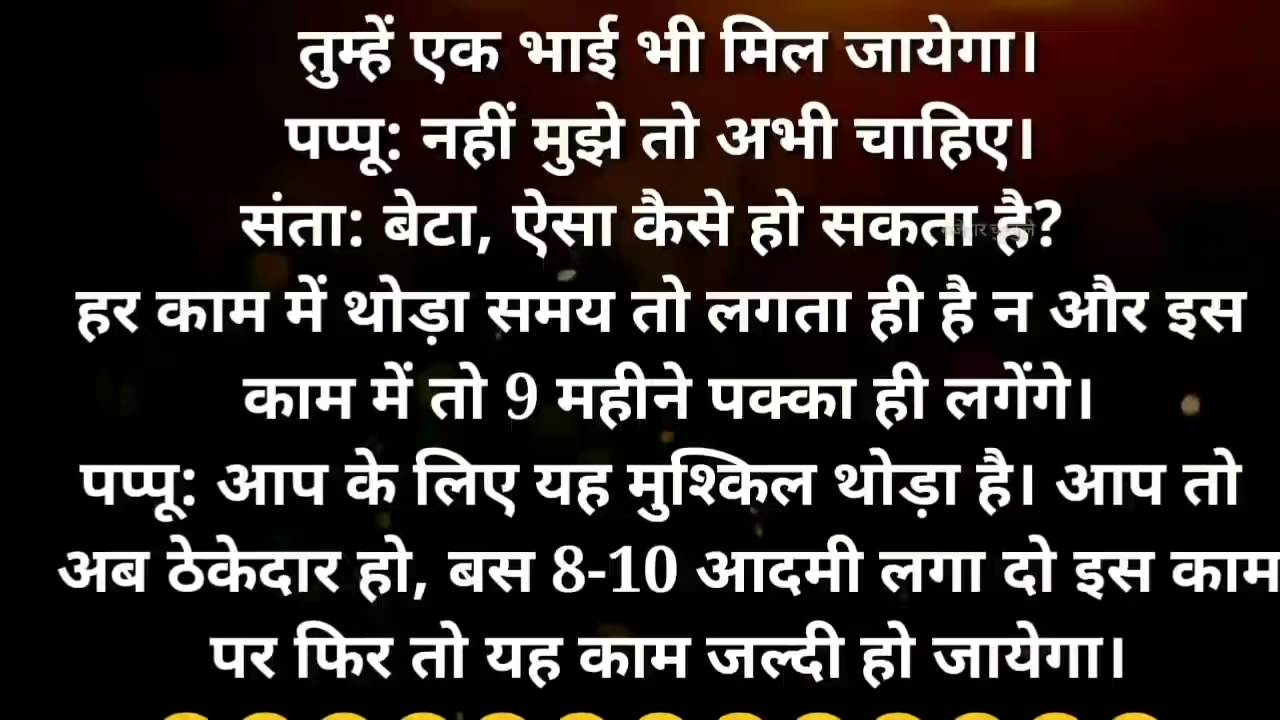 तुम्हें एक भाई भी मिल जायेगा।
पप्पू: नहीं मुझे तो अभी चाहिए।
संता: बेटा, ऐसा कैसे हो सकता है?
हर काम में थोड़ा समय तो लगता ही है न और इस
काम में तो 9 महीने पक्का ही लगेंगे।
पप्पू: आप के लिए यह मुश्किल थोड़ा है। आप तो
अब ठेकेदार हो, बस 8-10 आदमी लगा दो इस काम
पर फिर तो यह काम जल्दी हो जायेगा।